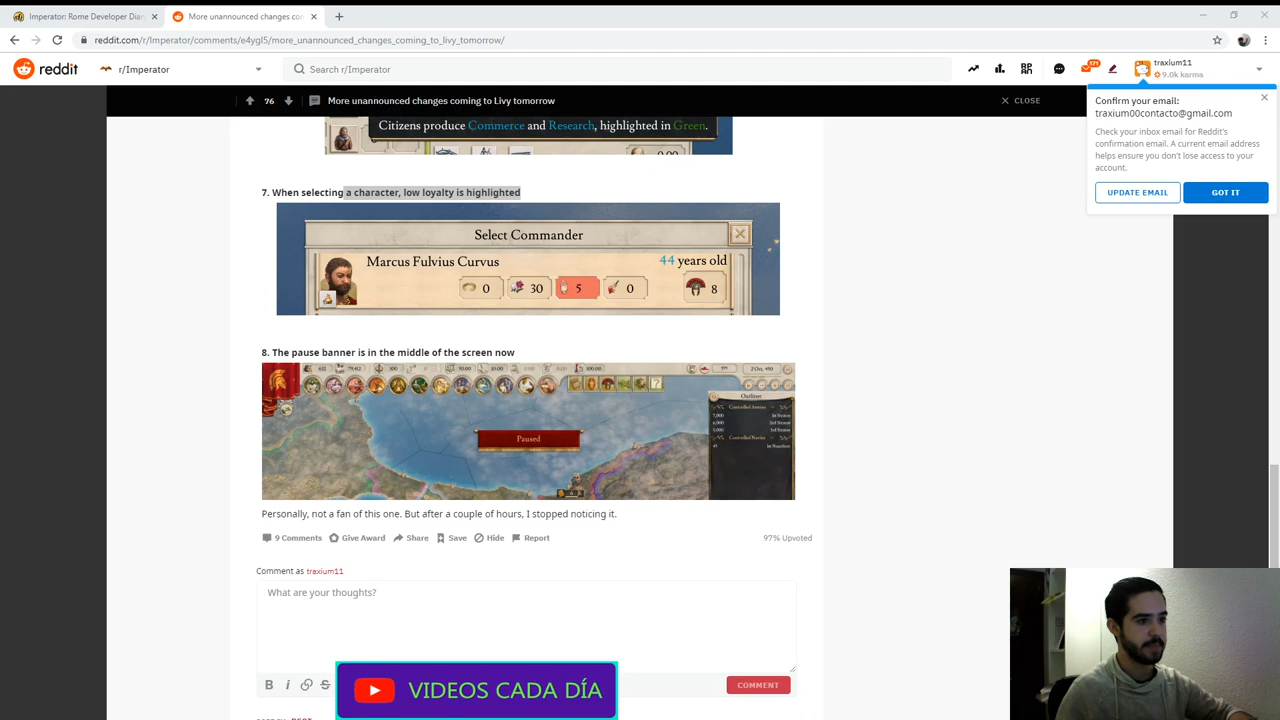 Imperator: Rome Developer Diar
More unannounced changes con
reddit.com/r/Imperator/comments/e4ygl5/more_unannounced_changes_coming_to_livy_tomorrow/
reddit
r/Imperator
Search r/Imperator
171
traxium11
9.0k karma
76
More unannounced changes coming to Livy tomorrow
CLOSE
Confirm your email:
traxium00contacto@gmail.com
Check your inbox email for Reddit's
confirmation email. A current email address
helps ensure you don't lose access to your
account.
UPDATE EMAIL
GOT IT
Citizens produce Commerce and Research, highlighted in Green.
0.00
7. When selecting a character, low loyalty is highlighted
Select Commander
Marcus Fulvius Curvus
44 years old
0
30
5
0
8
8. The pause banner is in the middle of the screen now
Outliner
Paused
Personally, not a fan of this one. But after a couple of hours, I stopped noticing it.
9 Comments
Give Award
Share
Save
Hide
Report
97% Upvoted
Comment as traxium11
What are your thoughts?
B i
COMMENT
VIDEOS CADA DÍA